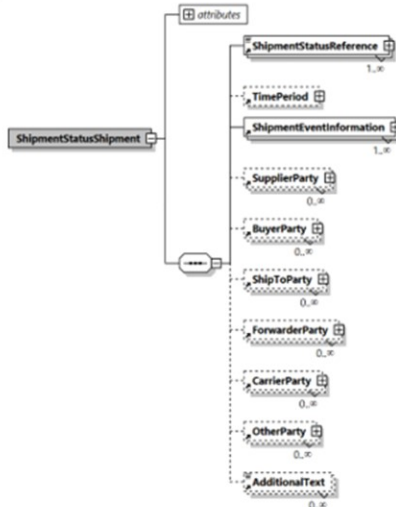 attributes
ShipmentStatusReference
1..∞
TimePeriod
ShipmentStatusShipment
ShipmentEventInformation
1..∞
SupplierParty
0..∞
BuyerParty
0..∞
ShipToParty
0..∞
ForwarderParty
0..∞
CarrierParty
0..∞
OtherParty
0..∞
AdditionalText
0..∞